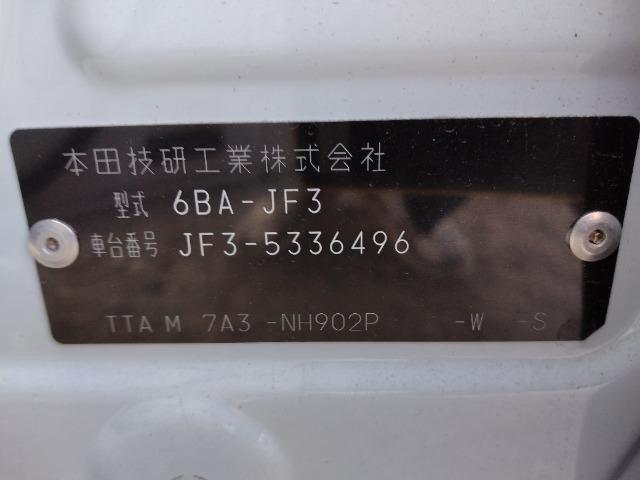 本田技研工業株式会社
型式 6BA-JF3
車台番号 JF3-5336496
TTA M 7A3 -NH902P -W -S